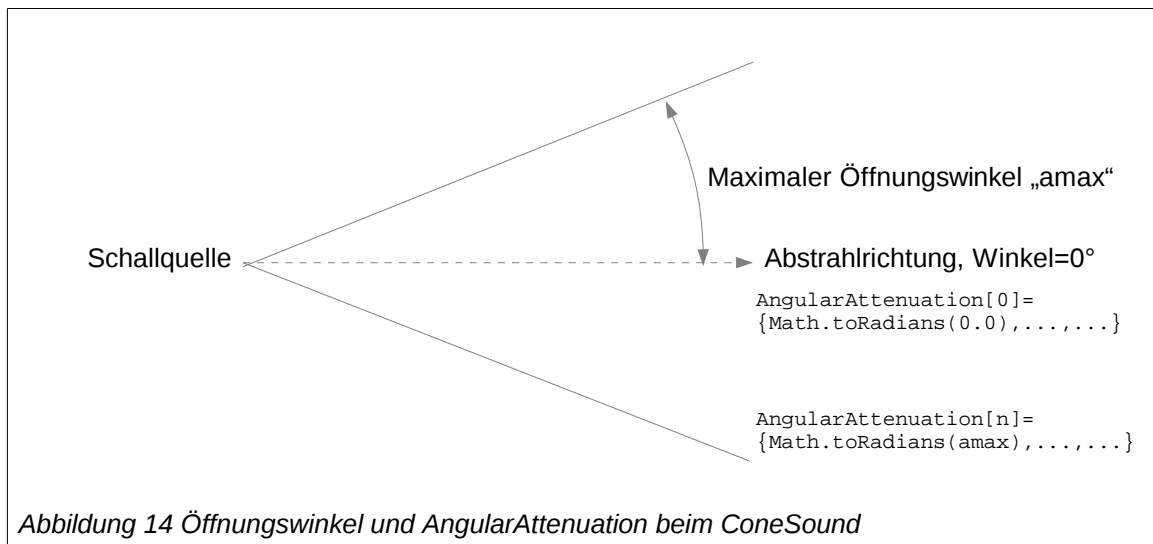 Maximaler Öffnungswinkel „amax“
Schallquelle
Abstrahlrichtung, Winkel=0°
AngularAttenuation[0]=
{Math.toRadians(0.0),...,...}
AngularAttenuation[n]=
{Math.toRadians(amax),...,...}
Abbildung 14 Öffnungswinkel und AngularAttenuation beim ConeSound